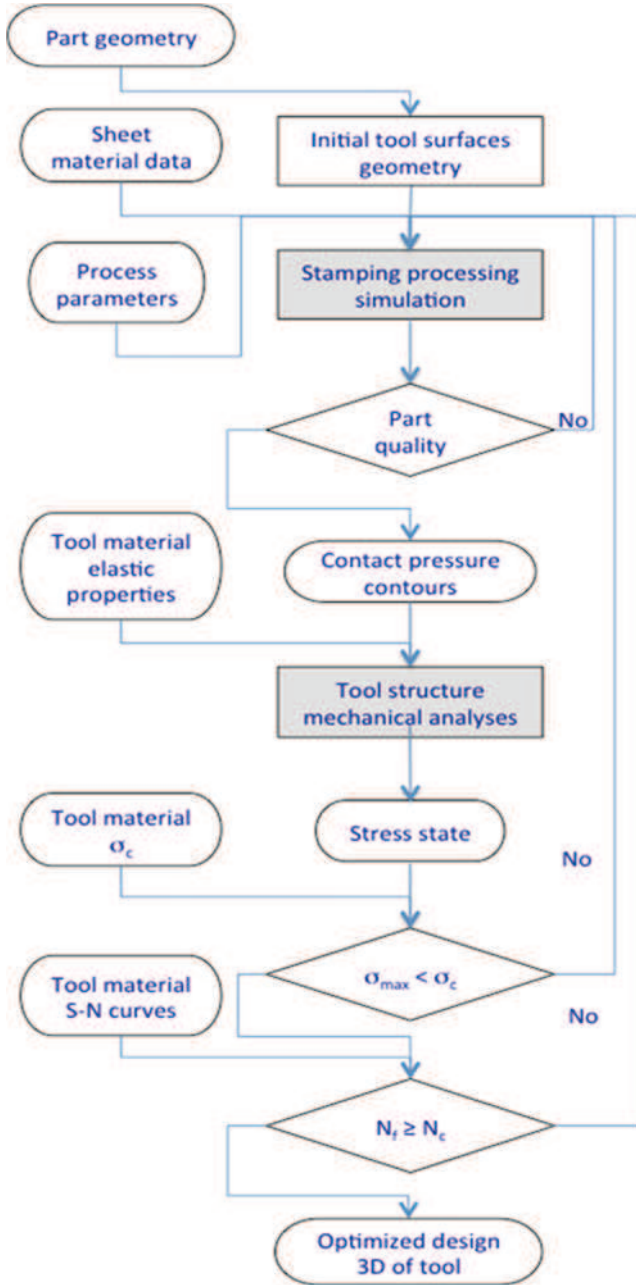 Part geometry
Sheet
material data
Initial tool surfaces
geometry
Process
parameters
Stamping processing
simulation
Part
quality
No
Tool material
elastic
properties
Contact pressure
contours
Tool structure
mechanical analyses
Tool material
σc
Stress state
No
σmax < σc
Tool material
S-N curves
No
Nf ≥ Nc
Optimized design
3D of tool